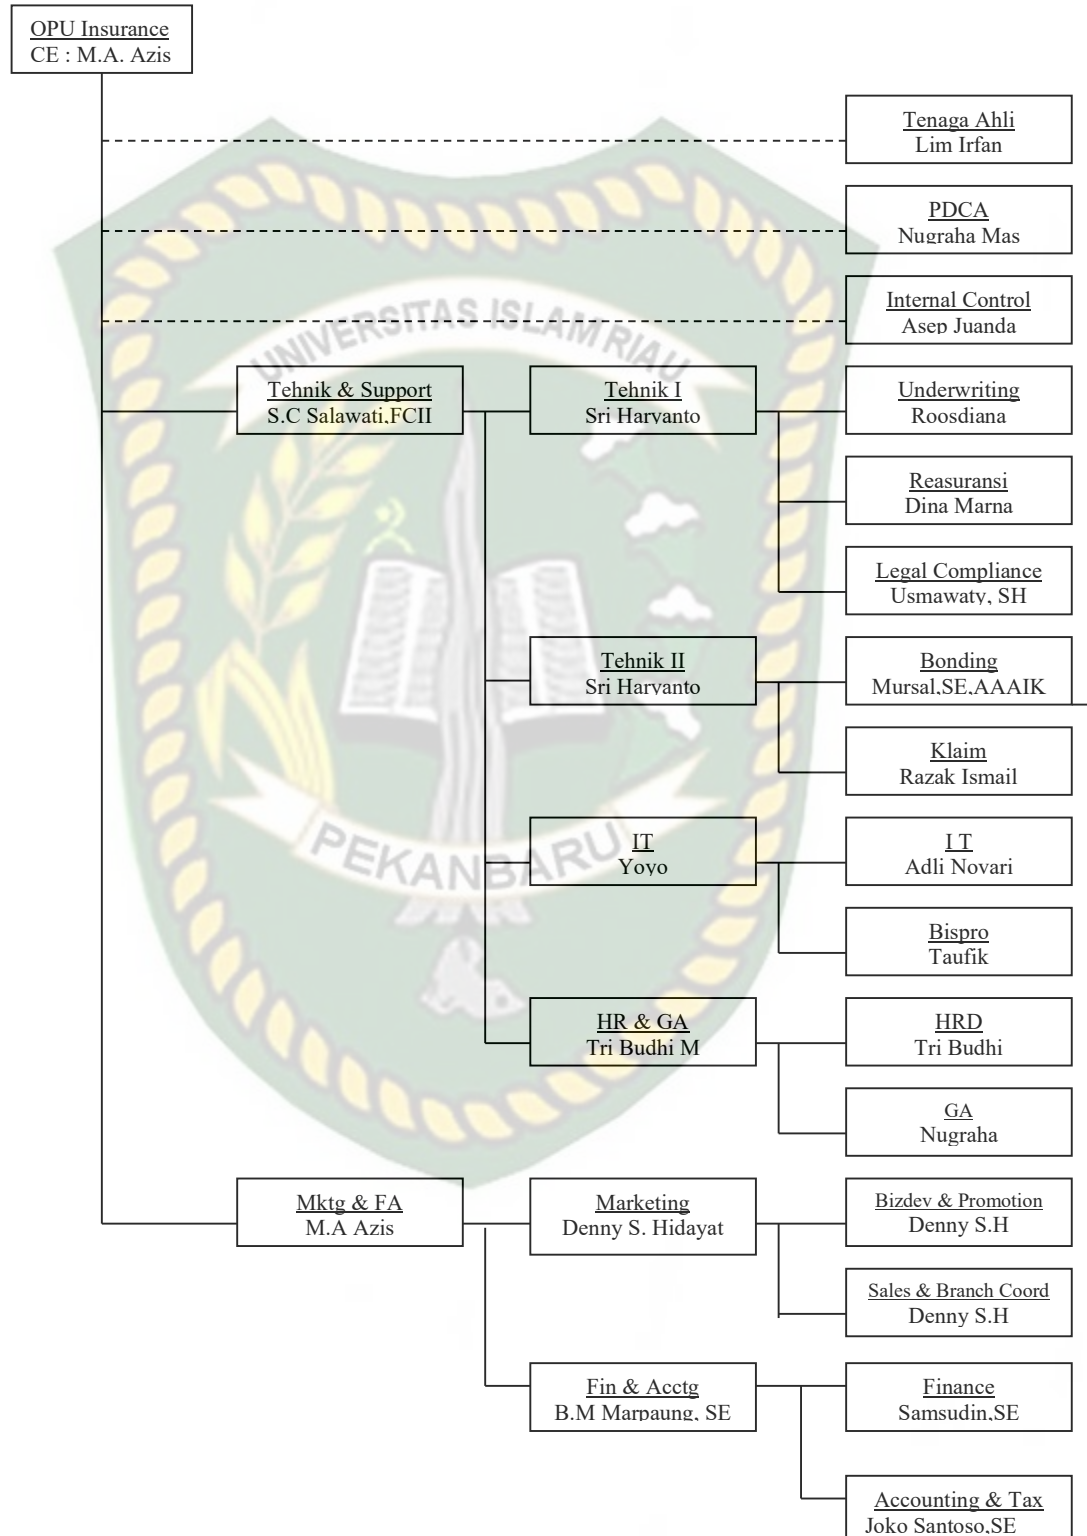 OPU Insurance
CE : M.A. Azis
Tenaga Ahli
Lim Irfan
PDCA
Nugraha Mas
Internal Control
Asep Juanda
UNIVERSITAS ISLAM RIAU
Tehnik & Support
S.C Salawati,FCII
Tehnik I
Sri Haryanto
Underwriting
Roosdiana
Reasuransi
Dina Marna
Legal Compliance
Usmawaty, SH
Tehnik II
Sri Haryanto
Bonding
Mursal,SE,AAAIK
Klaim
Razak Ismail
PEKANBARU
IT
Yoyo
I T
Adli Novari
Bispro
Taufik
HR & GA
Tri Budhi M
HRD
Tri Budhi
GA
Nugraha
Mktg & FA
M.A Azis
Marketing
Denny S. Hidayat
Bizdev & Promotion
Denny S.H
Sales & Branch Coord
Denny S.H
Fin & Acctg
B.M Marpaung, SE
Finance
Samsudin,SE
Accounting & Tax
Joko Santoso,SE